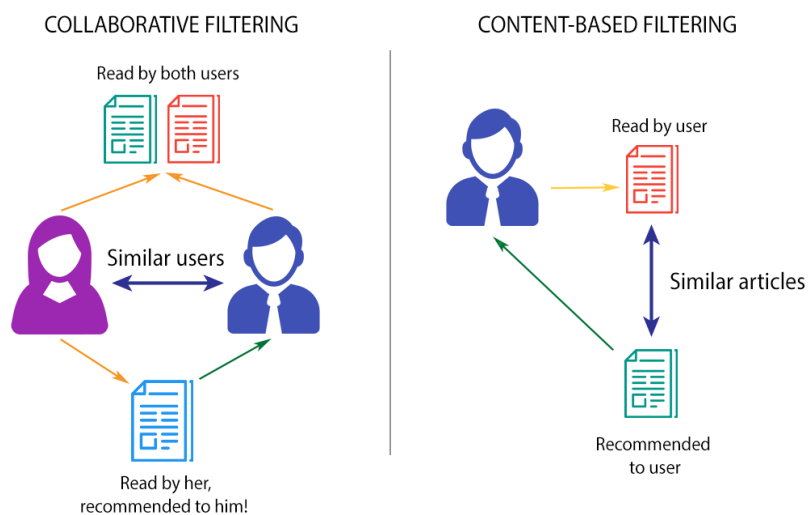 COLLABORATIVE FILTERING
Read by both users
Similar users
Read by her,
recommended to him!
CONTENT-BASED FILTERING
Read by user
Similar articles
Recommended
to user